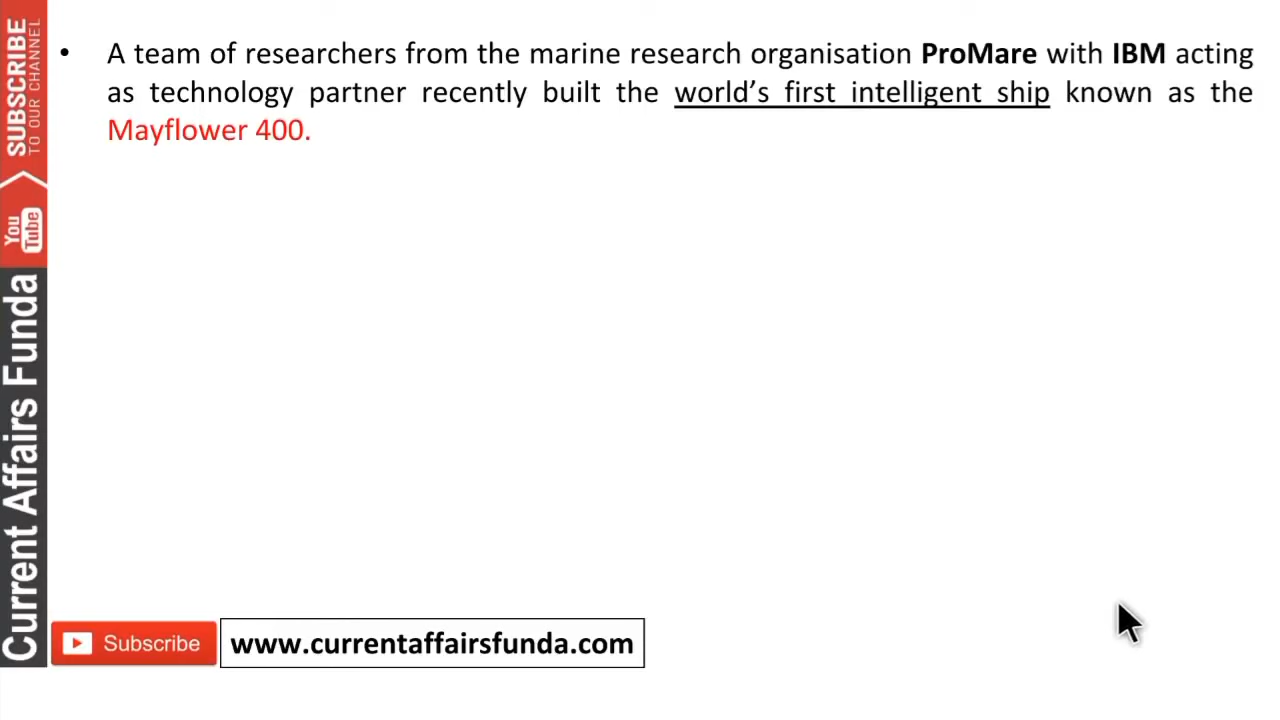 • A team of researchers from the marine research organisation ProMare with IBM acting
as technology partner recently built the world's first intelligent ship known as the
Mayflower 400.
SUBSCRIBE
TO OUR CHANNEL
You
Tube
Current Affairs Funda
Subscribe
www.currentaffairsfunda.com